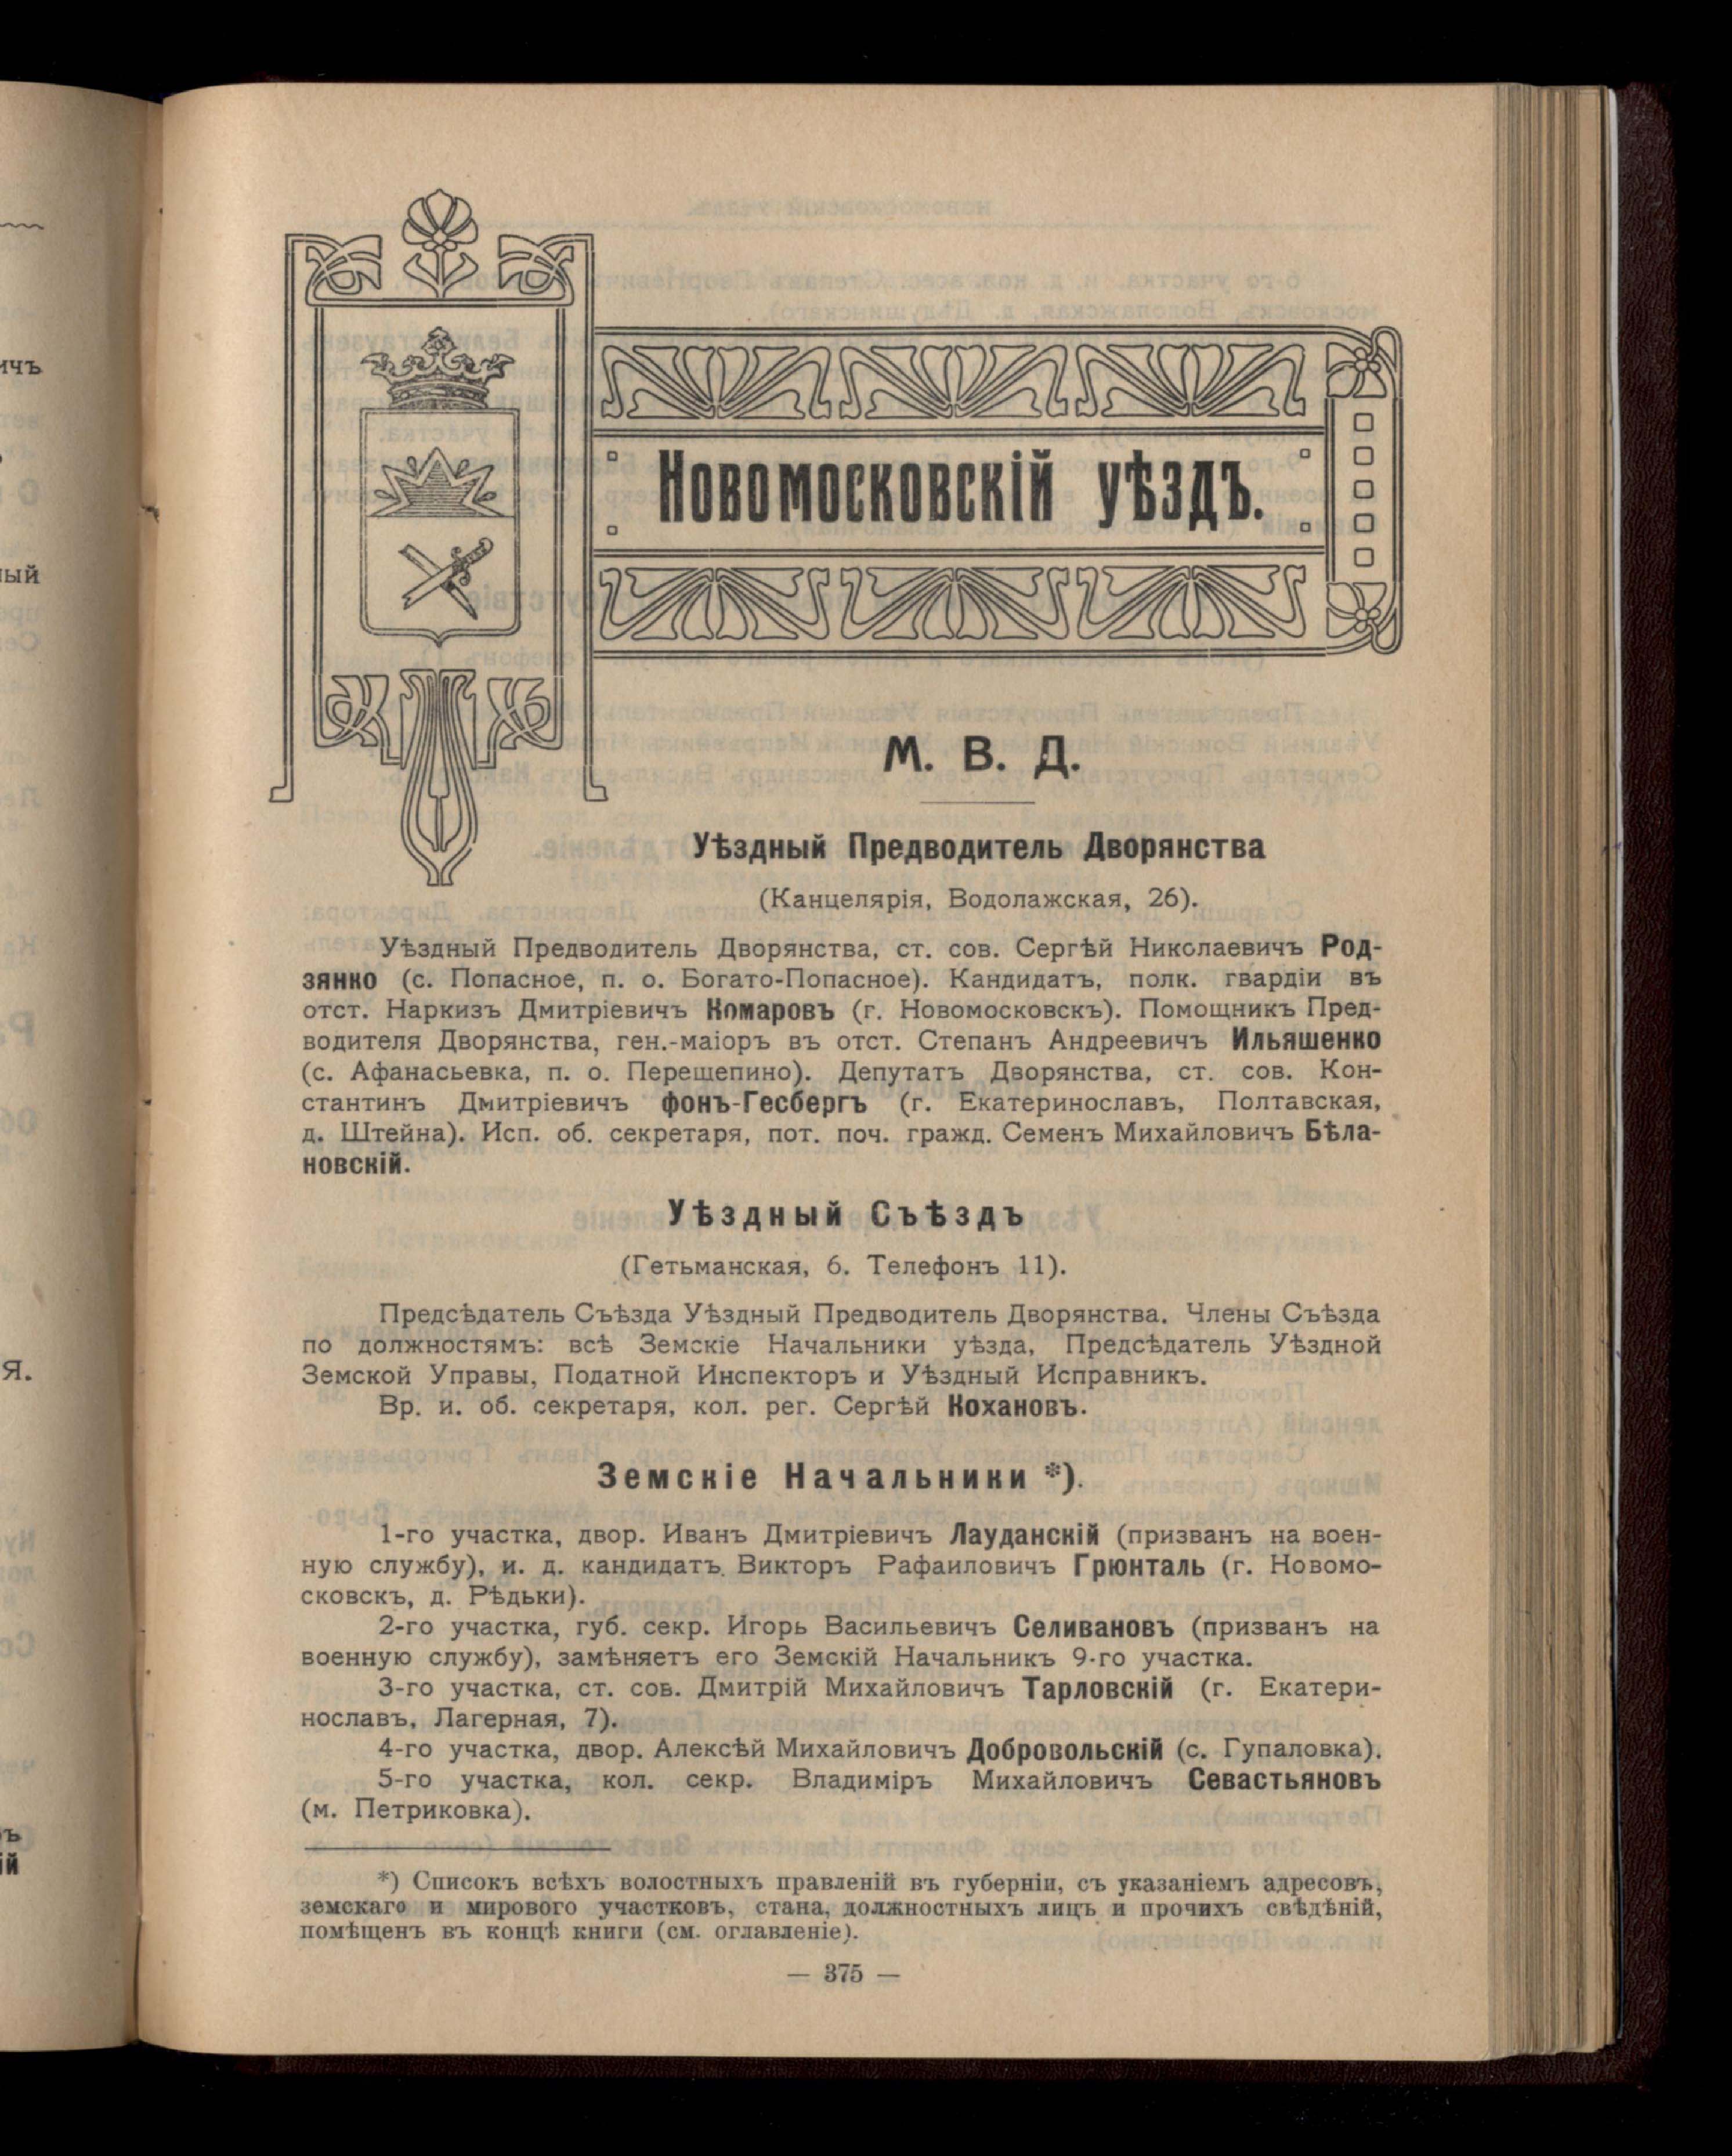 Новомосковскій уѣздъ.
М. В. Д.
Уѣздный Предводитель Дворянства
(Канцелярія, Водолажская, 26).
Уѣздный Предводитель Дворянства, ст. сов. Сергѣй Николаевичъ Род-
зянко (с. Попасное, п. о. Богато-Попасное). Кандидатъ, полк. гвардіи въ
отст. Наркизъ Дмитріевичъ Комаровъ (г. Новомосковскъ). Помощникъ Пред-
водителя Дворянства, ген.-маіоръ въ отст. Степанъ Андреевичъ Ильяшенко
(с. Афанасьевка, п. о. Перещепино). Депутатъ Дворянства, ст. сов. Кон-
стантинъ Дмитріевичъ фонъ-Гесбергъ (г. Екатеринославъ, Полтавская,
д. Штейна). Исп. об. секретаря, пот. поч. гражд. Семенъ Михайловичъ Бѣла-
новскій.
Уѣздный Съѣздъ
(Гетьманская, 6. Телефонъ 11).
Предсѣдатель Съѣзда Уѣздный Предводитель Дворянства. Члены Съѣзда
по должностямъ: всѣ Земскіе Начальники уѣзда, Предсѣдатель Уѣздной
Земской Управы, Податной Инспекторъ и Уѣздный Исправникъ.
Вр. и. об. секретаря, кол. рег. Сергѣй Кохановъ.
Земскіе Начальники *).
1-го участка, двор. Иванъ Дмитріевичъ Лауданскій (призванъ на воен-
ную службу), и. д. кандидатъ Викторъ Рафаиловичъ Грюнталь (г. Новомо-
сковскъ, д. Рѣдьки).
2-го участка, губ. секр. Игорь Васильевичъ Селивановъ (призванъ на
военную службу), замѣняетъ его Земскій Начальникъ 9-го участка.
3-го участка, ст. сов. Дмитрій Михайловичъ Тарловскій (г. Екатери-
нославъ, Лагерная, 7).
4-го участка, двор. Алексѣй Михайловичъ Добровольскій (с. Гупаловка).
5-го участка, кол. секр. Владиміръ Михайловичъ Севастьяновъ
(м. Петриковка).
*) Списокъ всѣхъ волостныхъ правленій въ губерніи, съ указаніемъ адресовъ,
земскаго и мирового участковъ, стана, должностныхъ лицъ и прочихъ свѣдѣній,
помѣщенъ въ концѣ книги (см. оглавленіе).
— 375 —